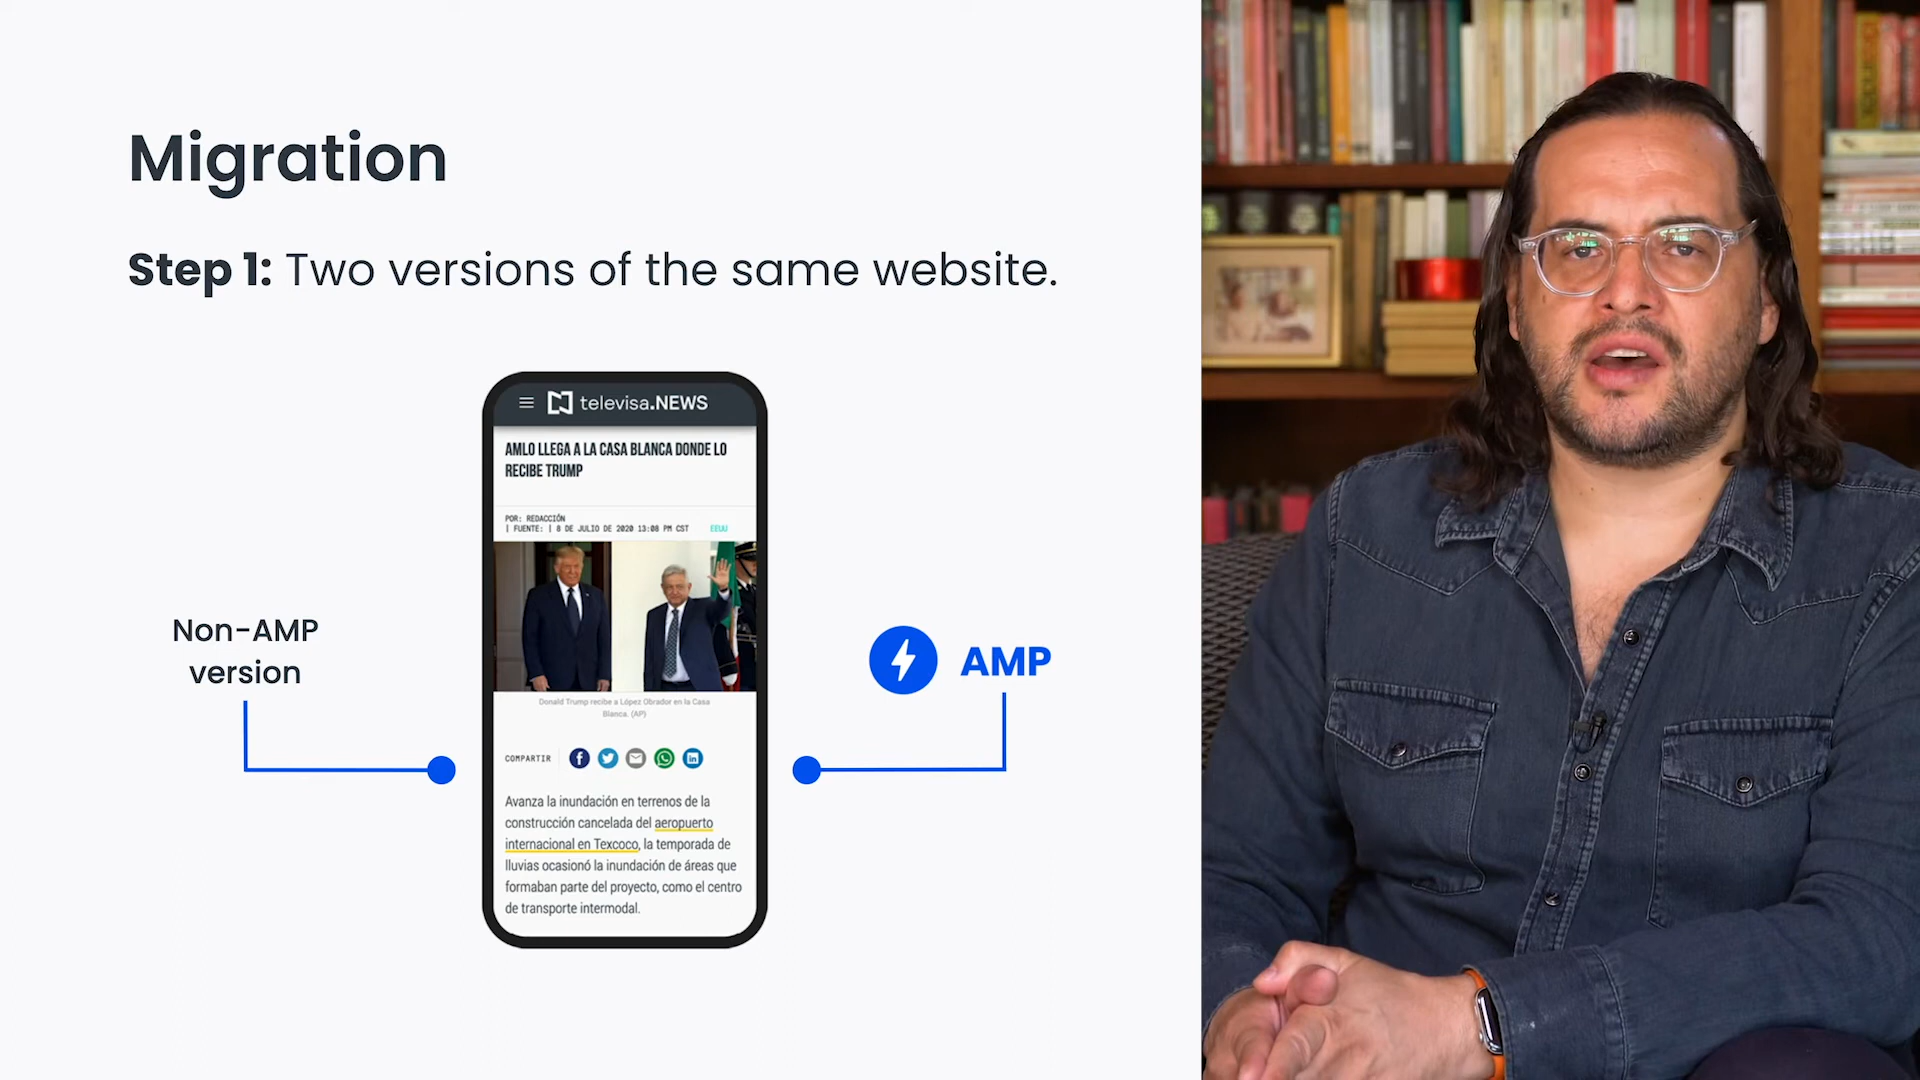 Migration
Step 1: Two versions of the same website.
televisa.NEWS
AMLO LLEGA A LA CASA BLANCA DONDE LO
RECIBE TRUMP
POR: REDACCIÓN
| FUENTE: | 8 DE JULIO DE 2020 13:08 PM CST EEUU
Donald Trump recibe a López Obrador en la Casa
Blanca. (AP)
COMPARTIR
Avanza la inundación en terrenos de la
construcción cancelada del aeropuerto
internacional en Texcoco, la temporada de
lluvias ocasionó la inundación de áreas que
formaban parte del proyecto, como el centro
de transporte intermodal.
Non-AMP
version
AMP